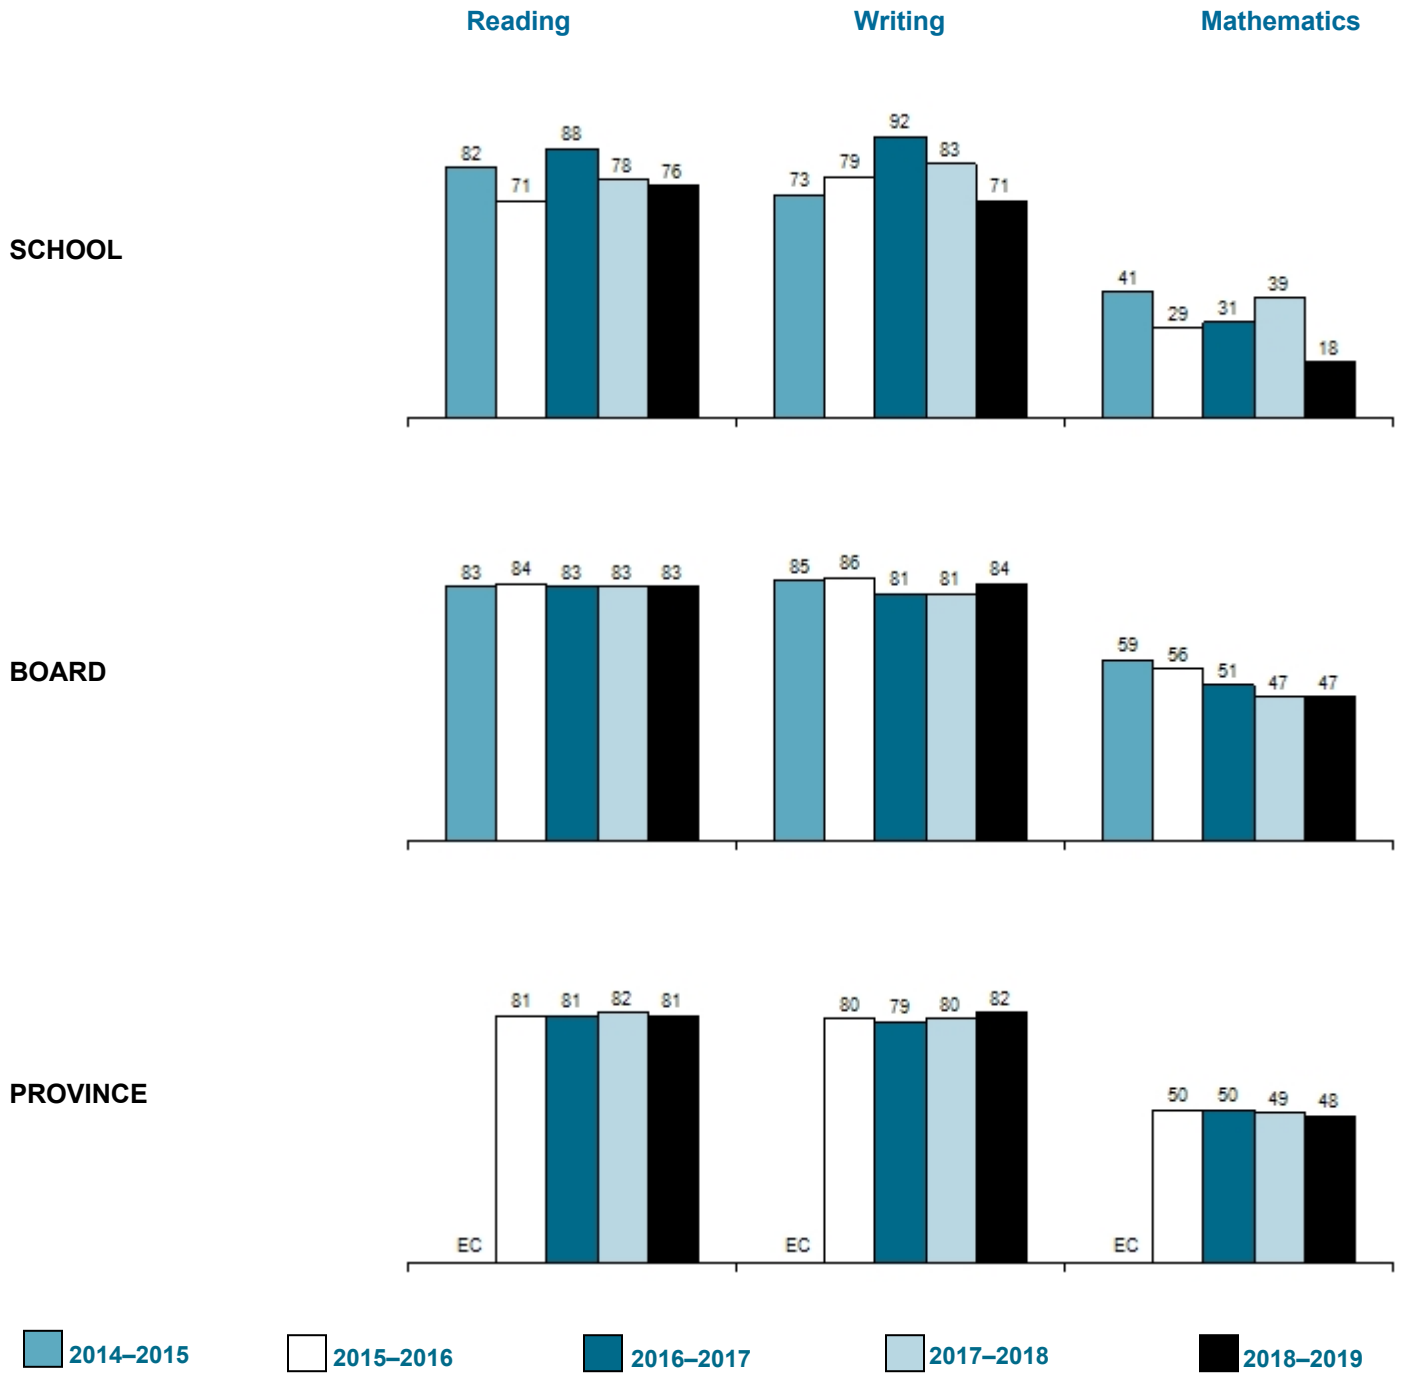 Reading Writing Mathematics
SCHOOL
82 71 88 78 76 73 79 92 83 71 41 29 31 39 18
BOARD
83 84 83 83 83 85 86 81 81 84 59 56 51 47 47
PROVINCE
EC 81 81 82 81 EC 80 79 80 82 EC 50 50 49 48
2014–2015 2015–2016 2016–2017 2017–2018 2018–2019